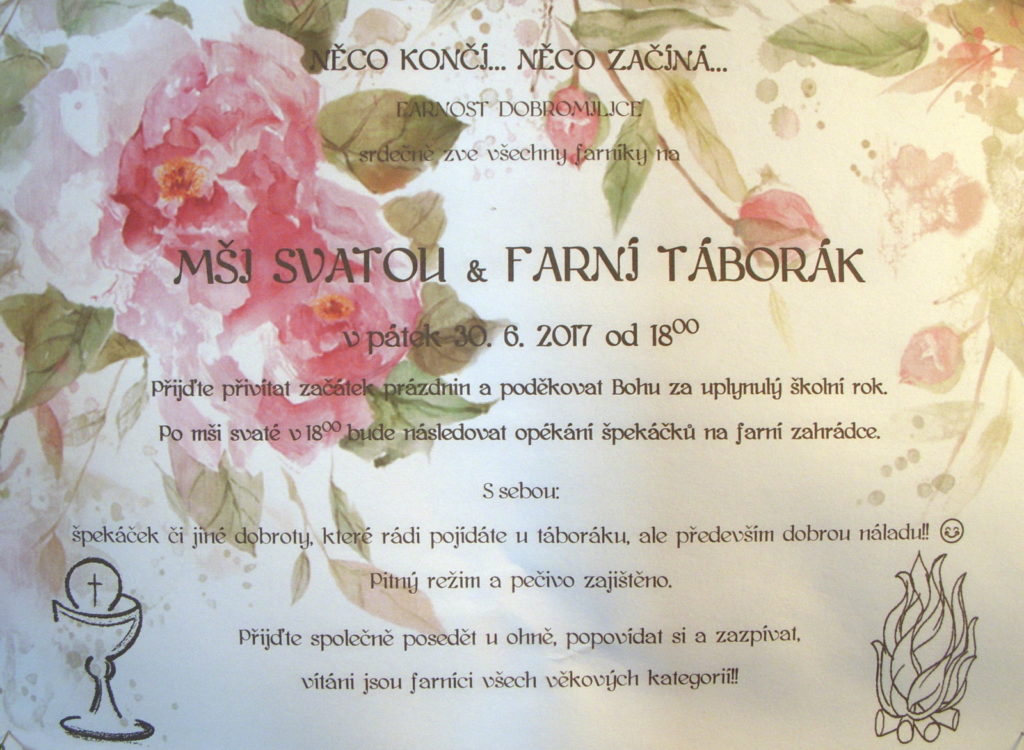 NĚCO KONČÍ... NĚCO ZAČÍNÁ...
FARNOST DOBROMILICE
srdečně zve všechny farníky na
MŠI SVATOU & FARNÍ TÁBORÁK
v pátek 30. 6. 2017 od 18⁰⁰
Přijďte přivítat začátek prázdnin a poděkovat Bohu za uplynulý školní rok.
Po mši svaté v 18⁰⁰ bude následovat opékání špekáčků na farní zahrádce.
S sebou:
špekáček či jiné dobroty, které rádi pojídáte u táboráku, ale především dobrou náladu!! ☺
Pitný režim a pečivo zajištěno.
Přijďte společně posedět u ohně, popovídat si a zazpívat,
vítáni jsou farníci všech věkových kategorií!!